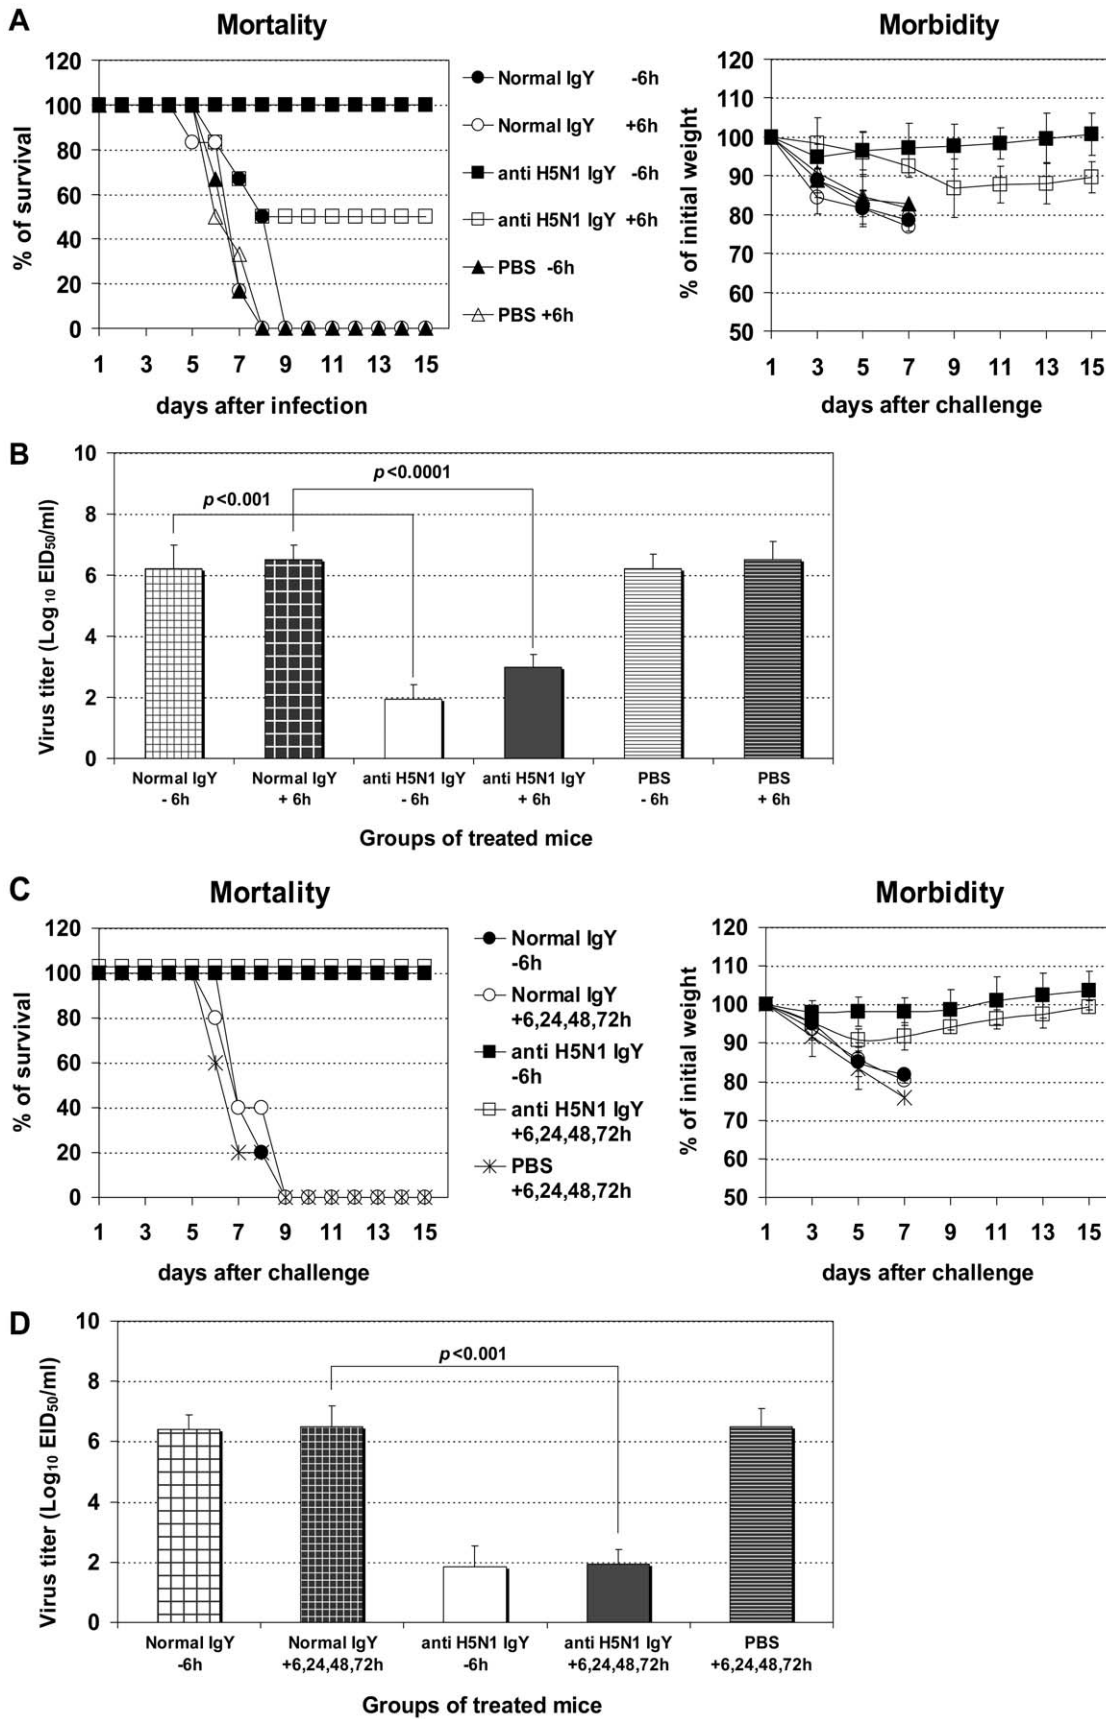 A
Mortality
Morbidity
120
100
80
60
40
20
0
% of survival
1 3 5 7 9 11 13 15
days after infection
Normal IgY -6h
Normal IgY +6h
anti H5N1 IgY -6h
anti H5N1 IgY +6h
PBS -6h
PBS +6h
120
110
100
90
80
70
60
50
% of initial weight
1 3 5 7 9 11 13 15
days after challenge
B
10
8
6
4
2
0
Virus titer (Log10 EID50/ml)
p<0.001
p<0.0001
Normal IgY
- 6h
Normal IgY
+ 6h
anti H5N1 IgY
- 6h
anti H5N1 IgY
+ 6h
PBS
- 6h
PBS
+ 6h
Groups of treated mice
C
Mortality
Morbidity
120
100
80
60
40
20
0
% of survival
1 3 5 7 9 11 13 15
days after challenge
Normal IgY
-6h
Normal IgY
+6,24,48,72h
anti H5N1 IgY
-6h
anti H5N1 IgY
+6,24,48,72h
PBS
+6,24,48,72h
120
110
100
90
80
70
60
50
% of initial weight
1 3 5 7 9 11 13 15
days after challenge
D
10
8
6
4
2
0
Virus titer (Log10 EID50/ml)
p<0.001
Normal IgY
-6h
Normal IgY
+6,24,48,72h
anti H5N1 IgY
-6h
anti H5N1 IgY
+6,24,48,72h
PBS
+6,24,48,72h
Groups of treated mice